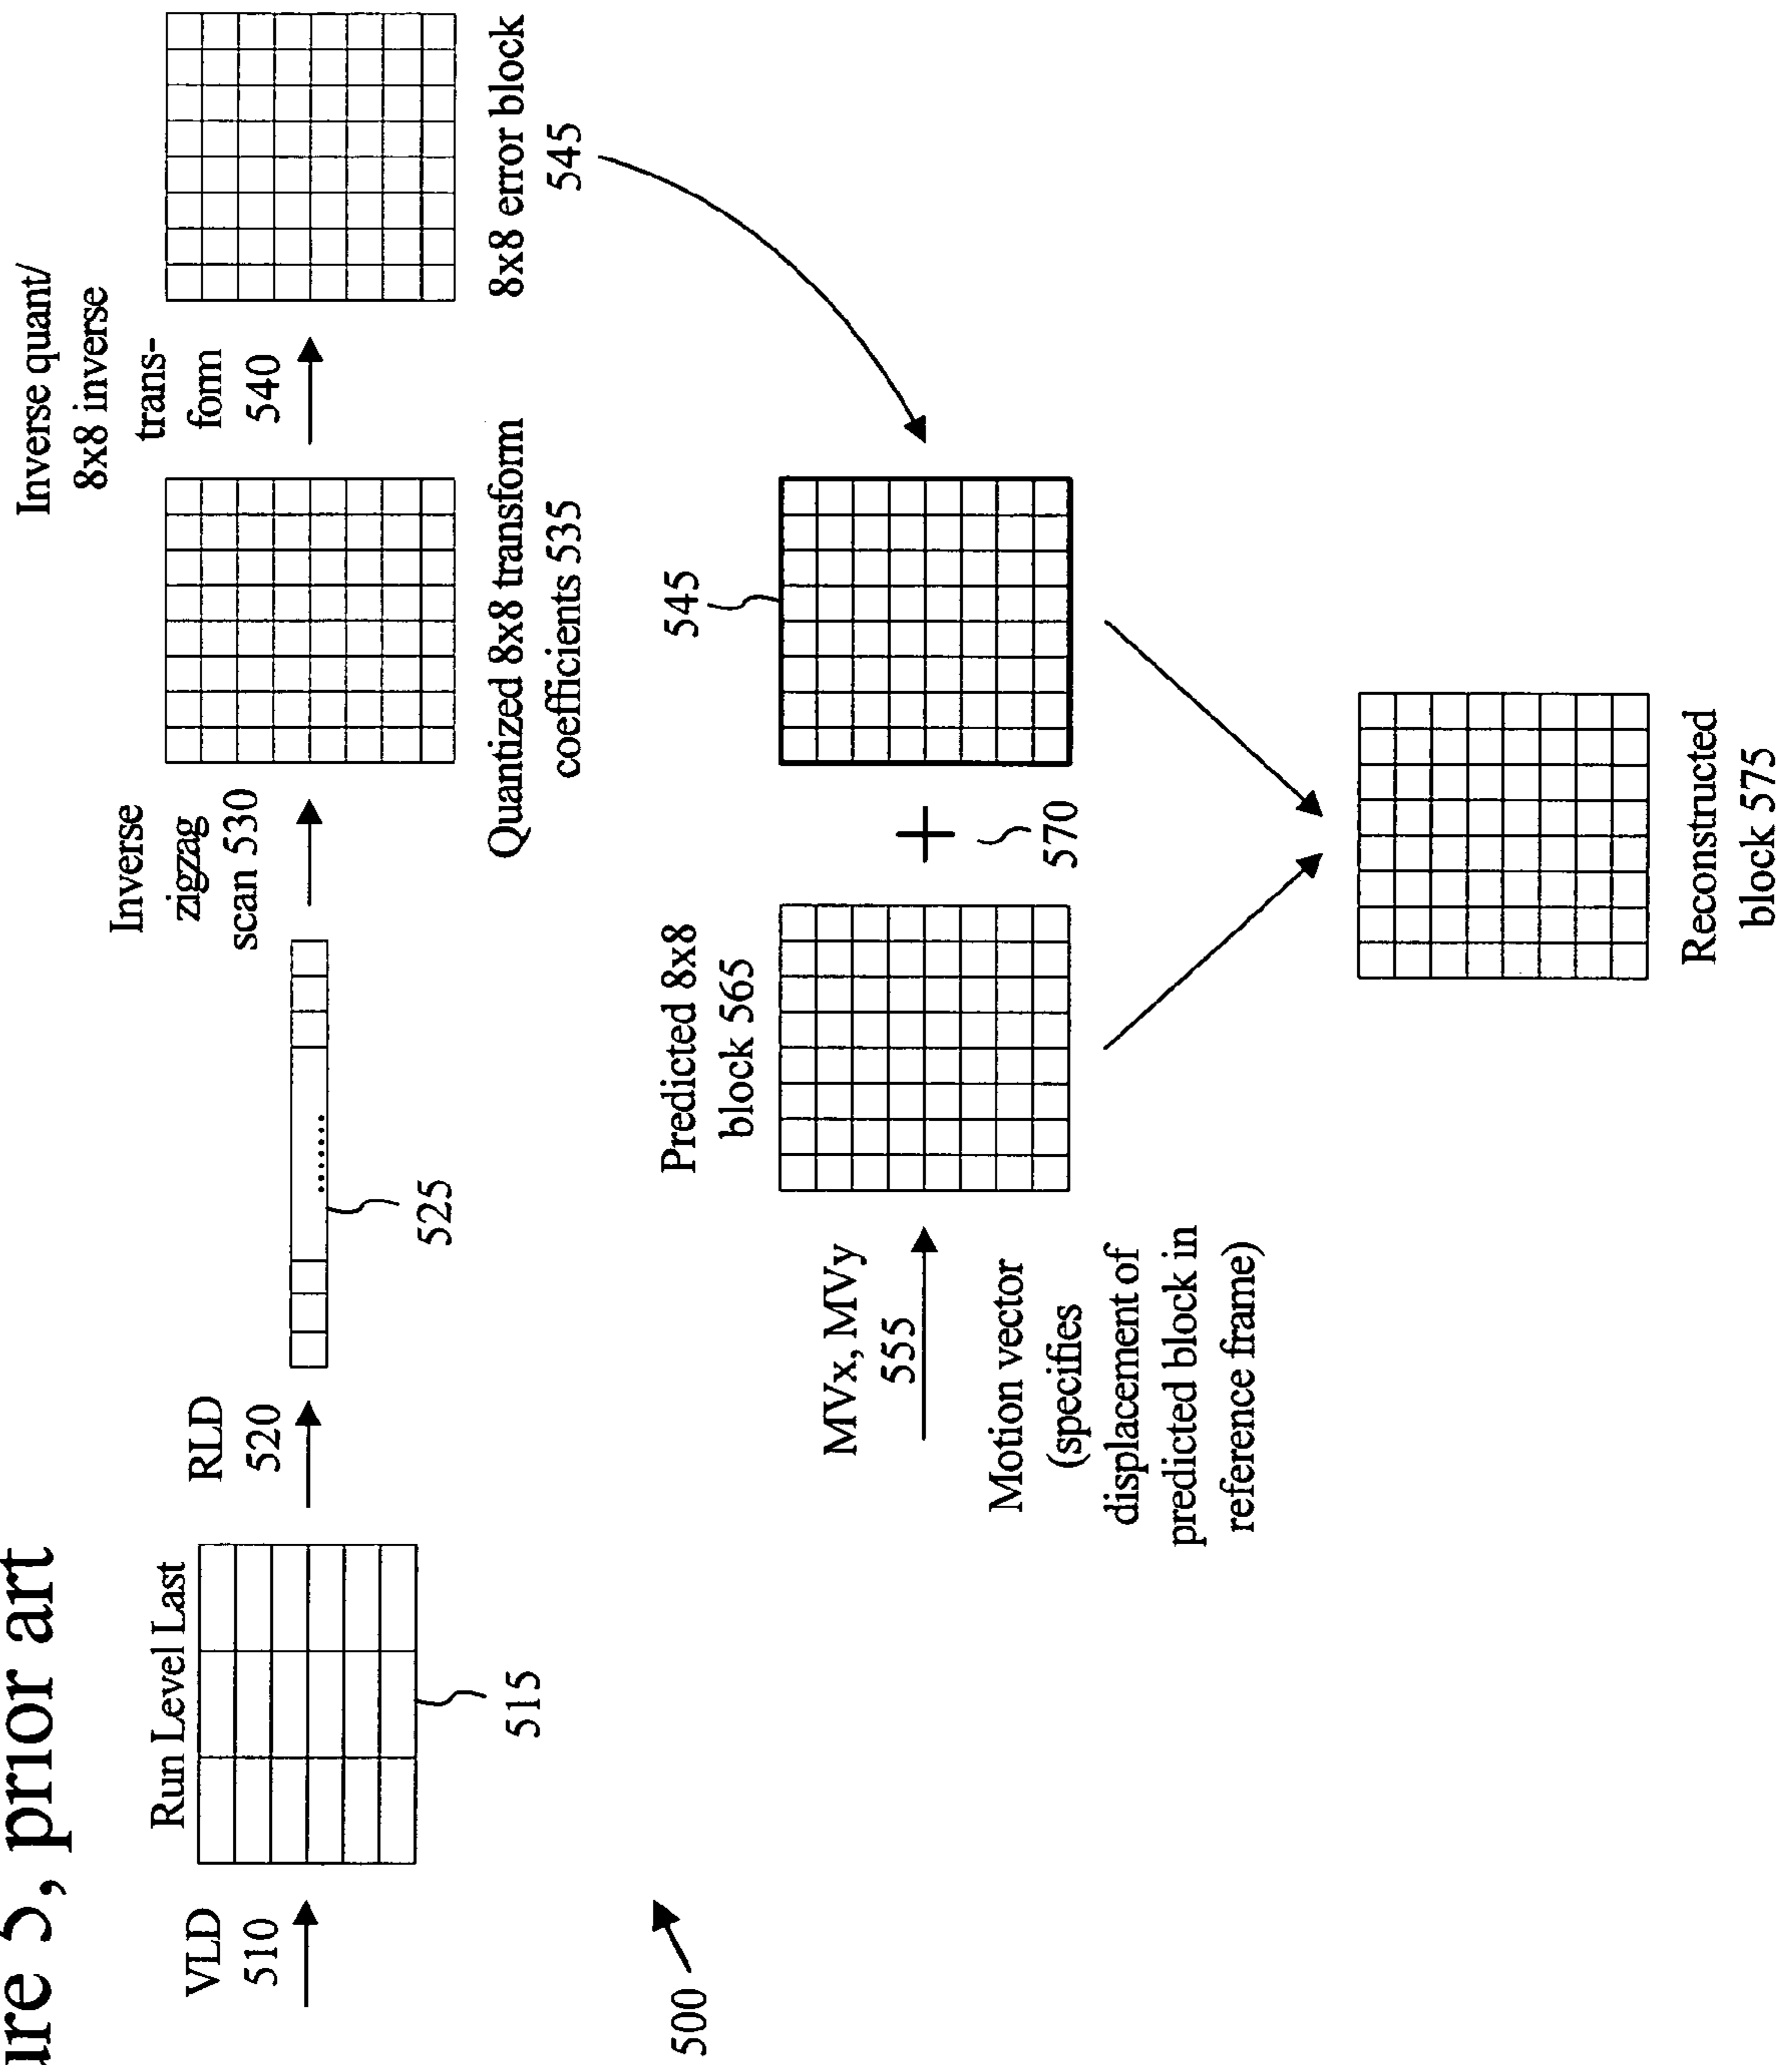 ure 5, prior art
VLD
510
Run Level Last
515
RLD
520
525
Inverse
zigzag
scan 530
Quantized 8x8 transform
coefficients 535
Inverse quant/
8x8 inverse
trans-
form
540
8x8 error block
545
500
MVx, MVy
555
Motion vector
(specifies
displacement of
predicted block in
reference frame)
Predicted 8x8
block 565
+
570
545
Reconstructed
block 575